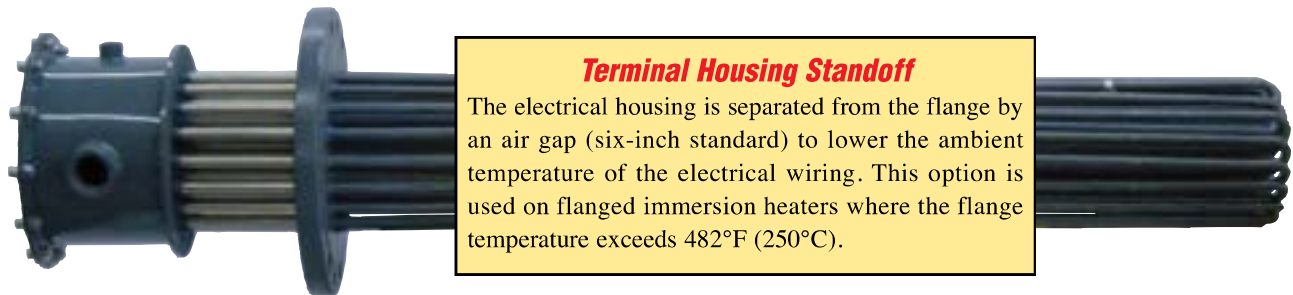 Terminal Housing Standoff
The electrical housing is separated from the flange by
an air gap (six-inch standard) to lower the ambient
temperature of the electrical wiring. This option is
used on flanged immersion heaters where the flange
temperature exceeds 482°F (250°C).